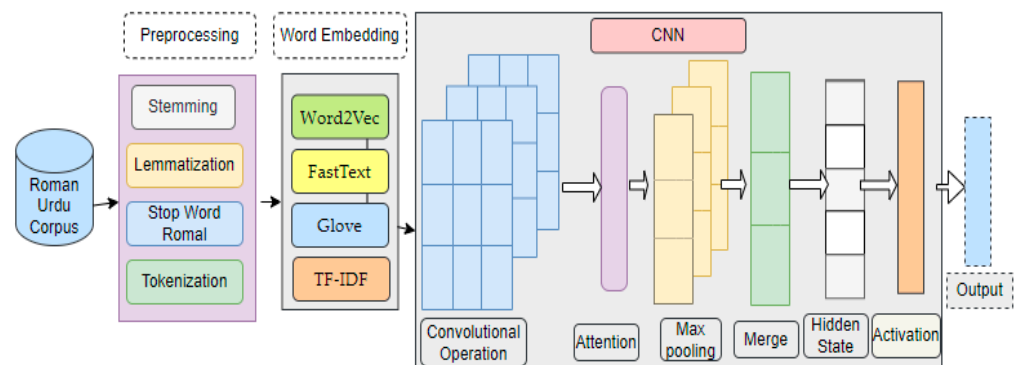 Preprocessing
Word Embedding
CNN
Roman
Urdu
Corpus
Stemming
Lemmatization
Stop Word
Romal
Tokenization
Word2Vec
FastText
Glove
TF-IDF
Convolutional
Operation
Attention
Max
pooling
Merge
Hidden
State
Activation
Output